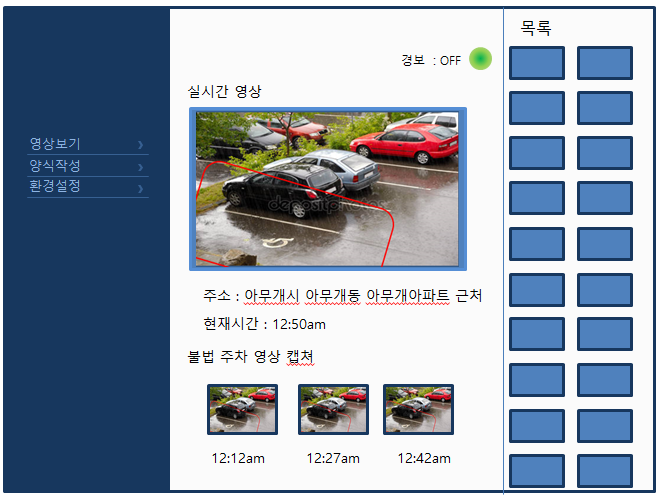 영상보기
양식작성
환경설정
경보 : OFF
실시간 영상
depositphotos
주소 : 아무개시 아무개동 아무개아파트 근처
현재시간 : 12:50am
불법 주차 영상 캡쳐
12:12am
12:27am
12:42am
목록